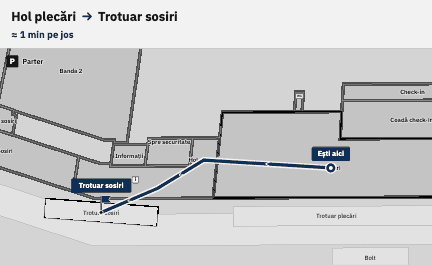 Hol plecări → Trotuar sosiri
≈ 1 min pe jos
P Parter
Banda 2
Check-in
Coadă check-in
Spre securitate
Informații
Ești aici
Trotuar sosiri
Trotuar plecări
Bolt